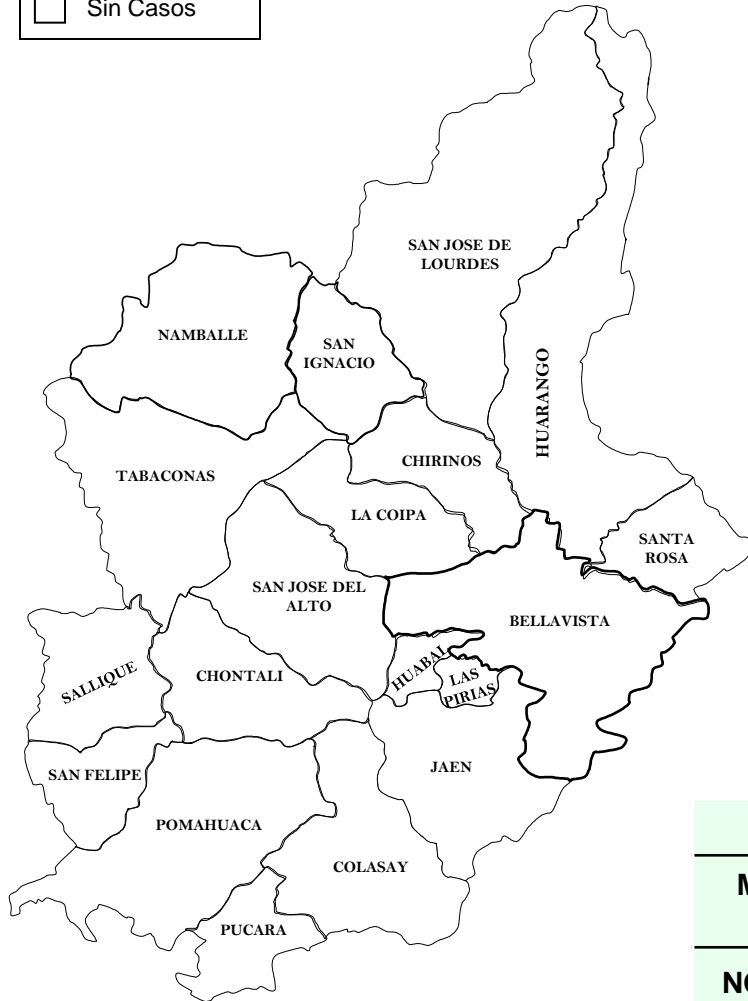 Sin Casos
SAN JOSE DE
LOURDES
NAMBALLE
SAN
IGNACIO
HUARANGO
CHIRINOS
TABACONAS
LA COIPA
SANTA
ROSA
SAN JOSE DEL
ALTO
BELLAVISTA
HUABAL
LAS
PIRIAS
SALLIQUE
CHONTALI
SAN FELIPE
JAEN
POMAHUACA
COLASAY
PUCARA